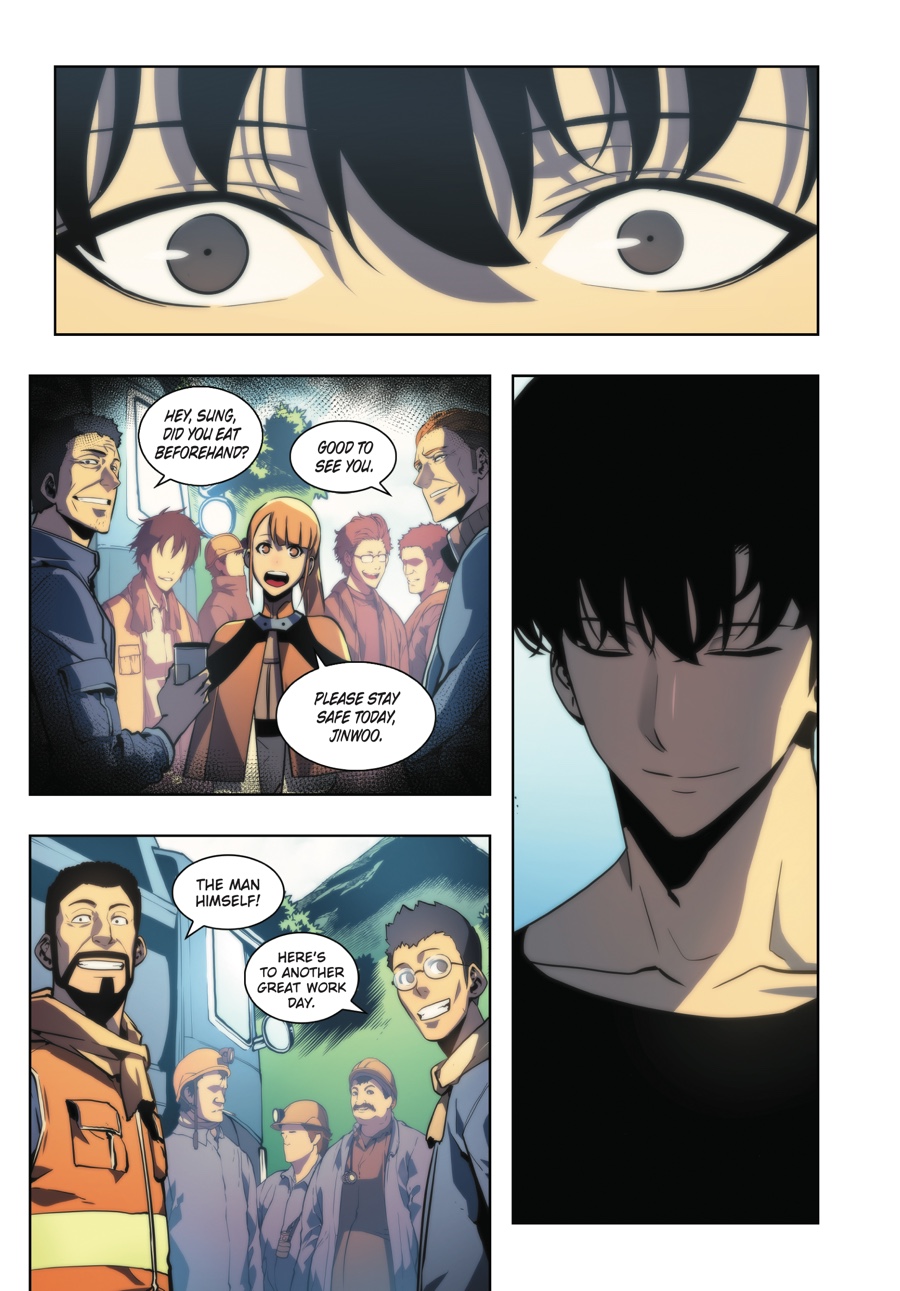 HEY, SUNG,
DID YOU EAT
BEFOREHAND?
GOOD TO
SEE YOU.
PLEASE STAY
SAFE TODAY,
JINWOO.
THE MAN
HIMSELF!
HERE'S
TO ANOTHER
GREAT WORK
DAY.